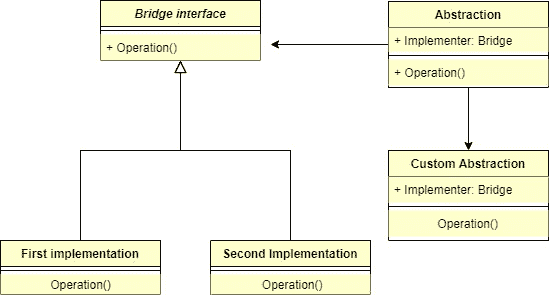 Bridge interface
+ Operation()
Abstraction
+ Implementer: Bridge
+ Operation()
Custom Abstraction
+ Implementer: Bridge
Operation()
First implementation
Operation()
Second Implementation
Operation()